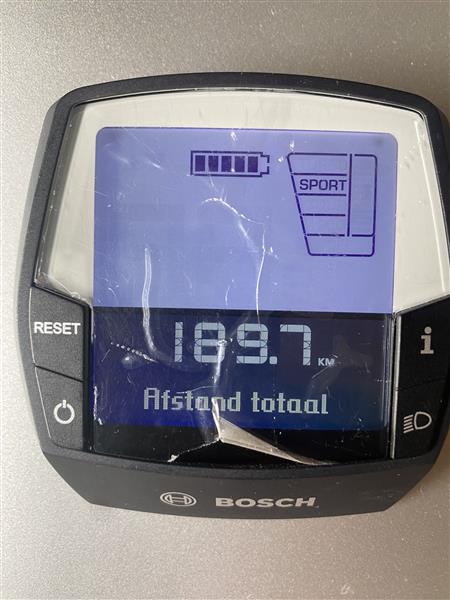 SPORT
RESET
189.7 KM
i
Afstand totaal
BOSCH